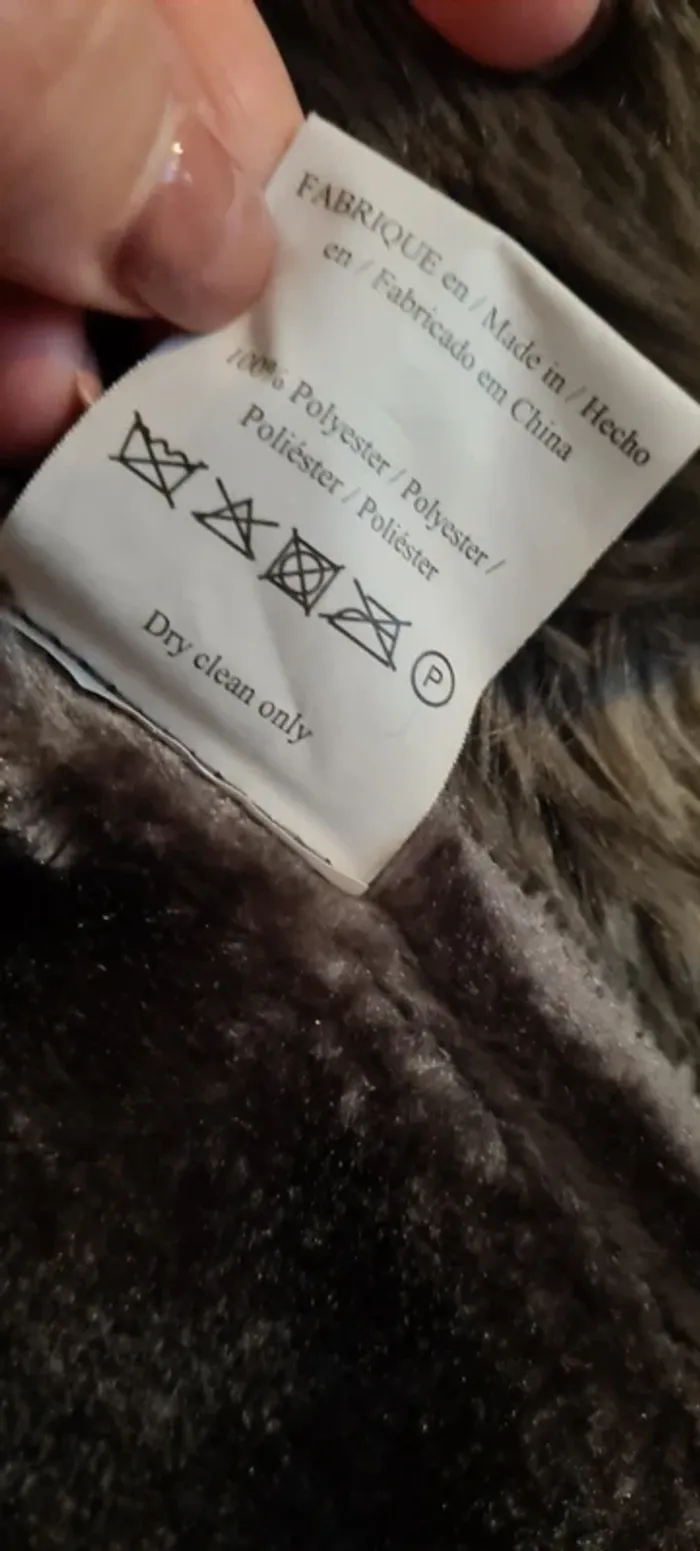 FABRIQUE en / Made in / Hecho
en / Fabricado em China
100% Polyester / Polyester /
Poliéster / Poliéster
P
Dry clean only